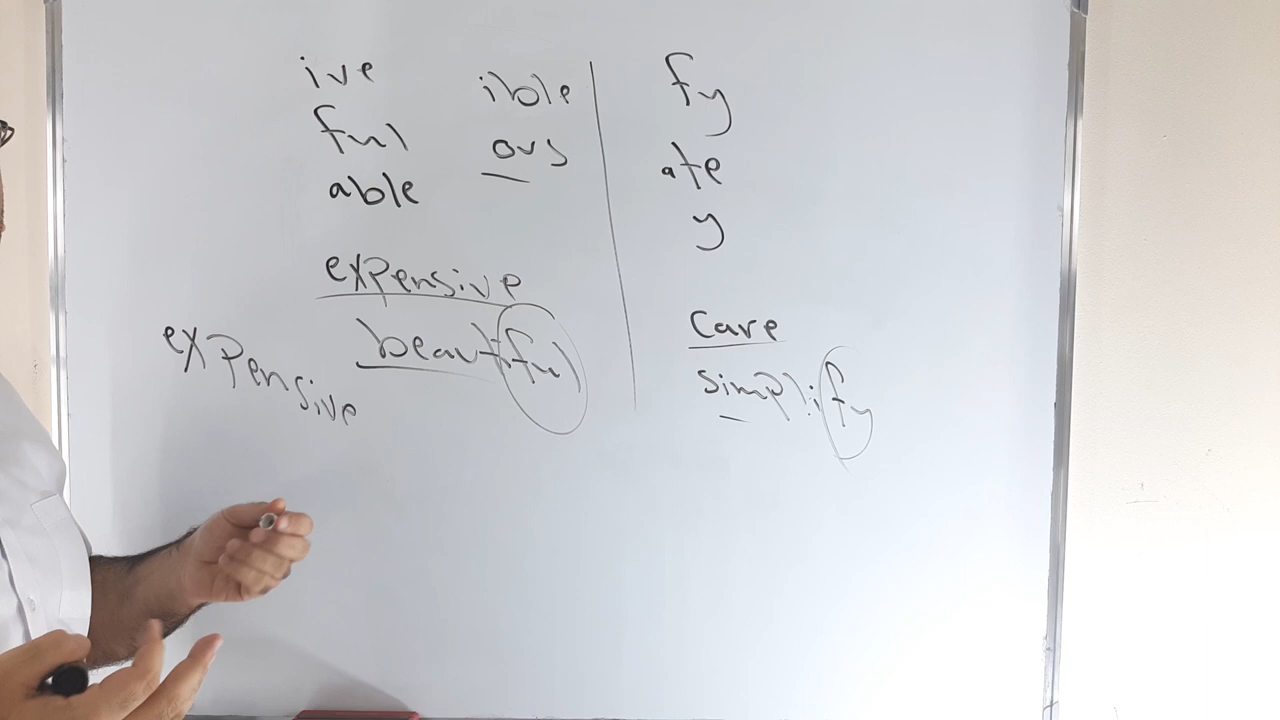 ive ible
ful ous
able
expensive
beautiful
expensive
fy
ate
y
care
simplify